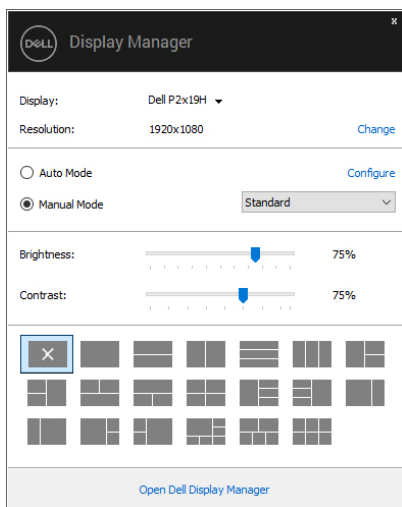 x
DELL Display Manager
Display: Dell P2x19H
Resolution: 1920x1080 Change
Auto Mode Configure
Manual Mode Standard
Brightness: 75%
Contrast: 75%
Open Dell Display Manager